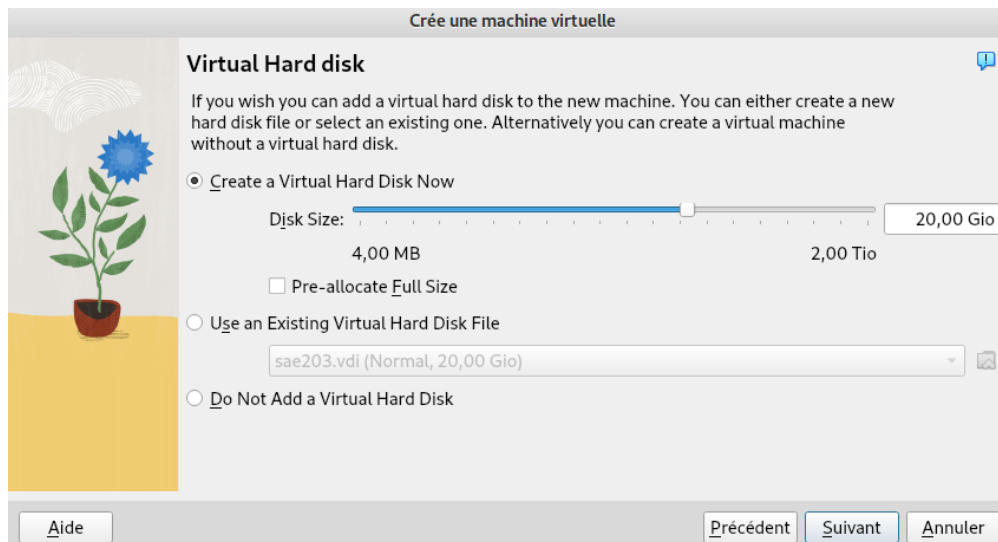 Crée une machine virtuelle
Virtual Hard disk
If you wish you can add a virtual hard disk to the new machine. You can either create a new
hard disk file or select an existing one. Alternatively you can create a virtual machine
without a virtual hard disk.
Create a Virtual Hard Disk Now
Disk Size:
20,00 Gio
4,00 MB
2,00 Tio
Pre-allocate Full Size
Use an Existing Virtual Hard Disk File
sae203.vdi (Normal, 20,00 Gio)
Do Not Add a Virtual Hard Disk
Aide
Précédent
Suivant
Annuler